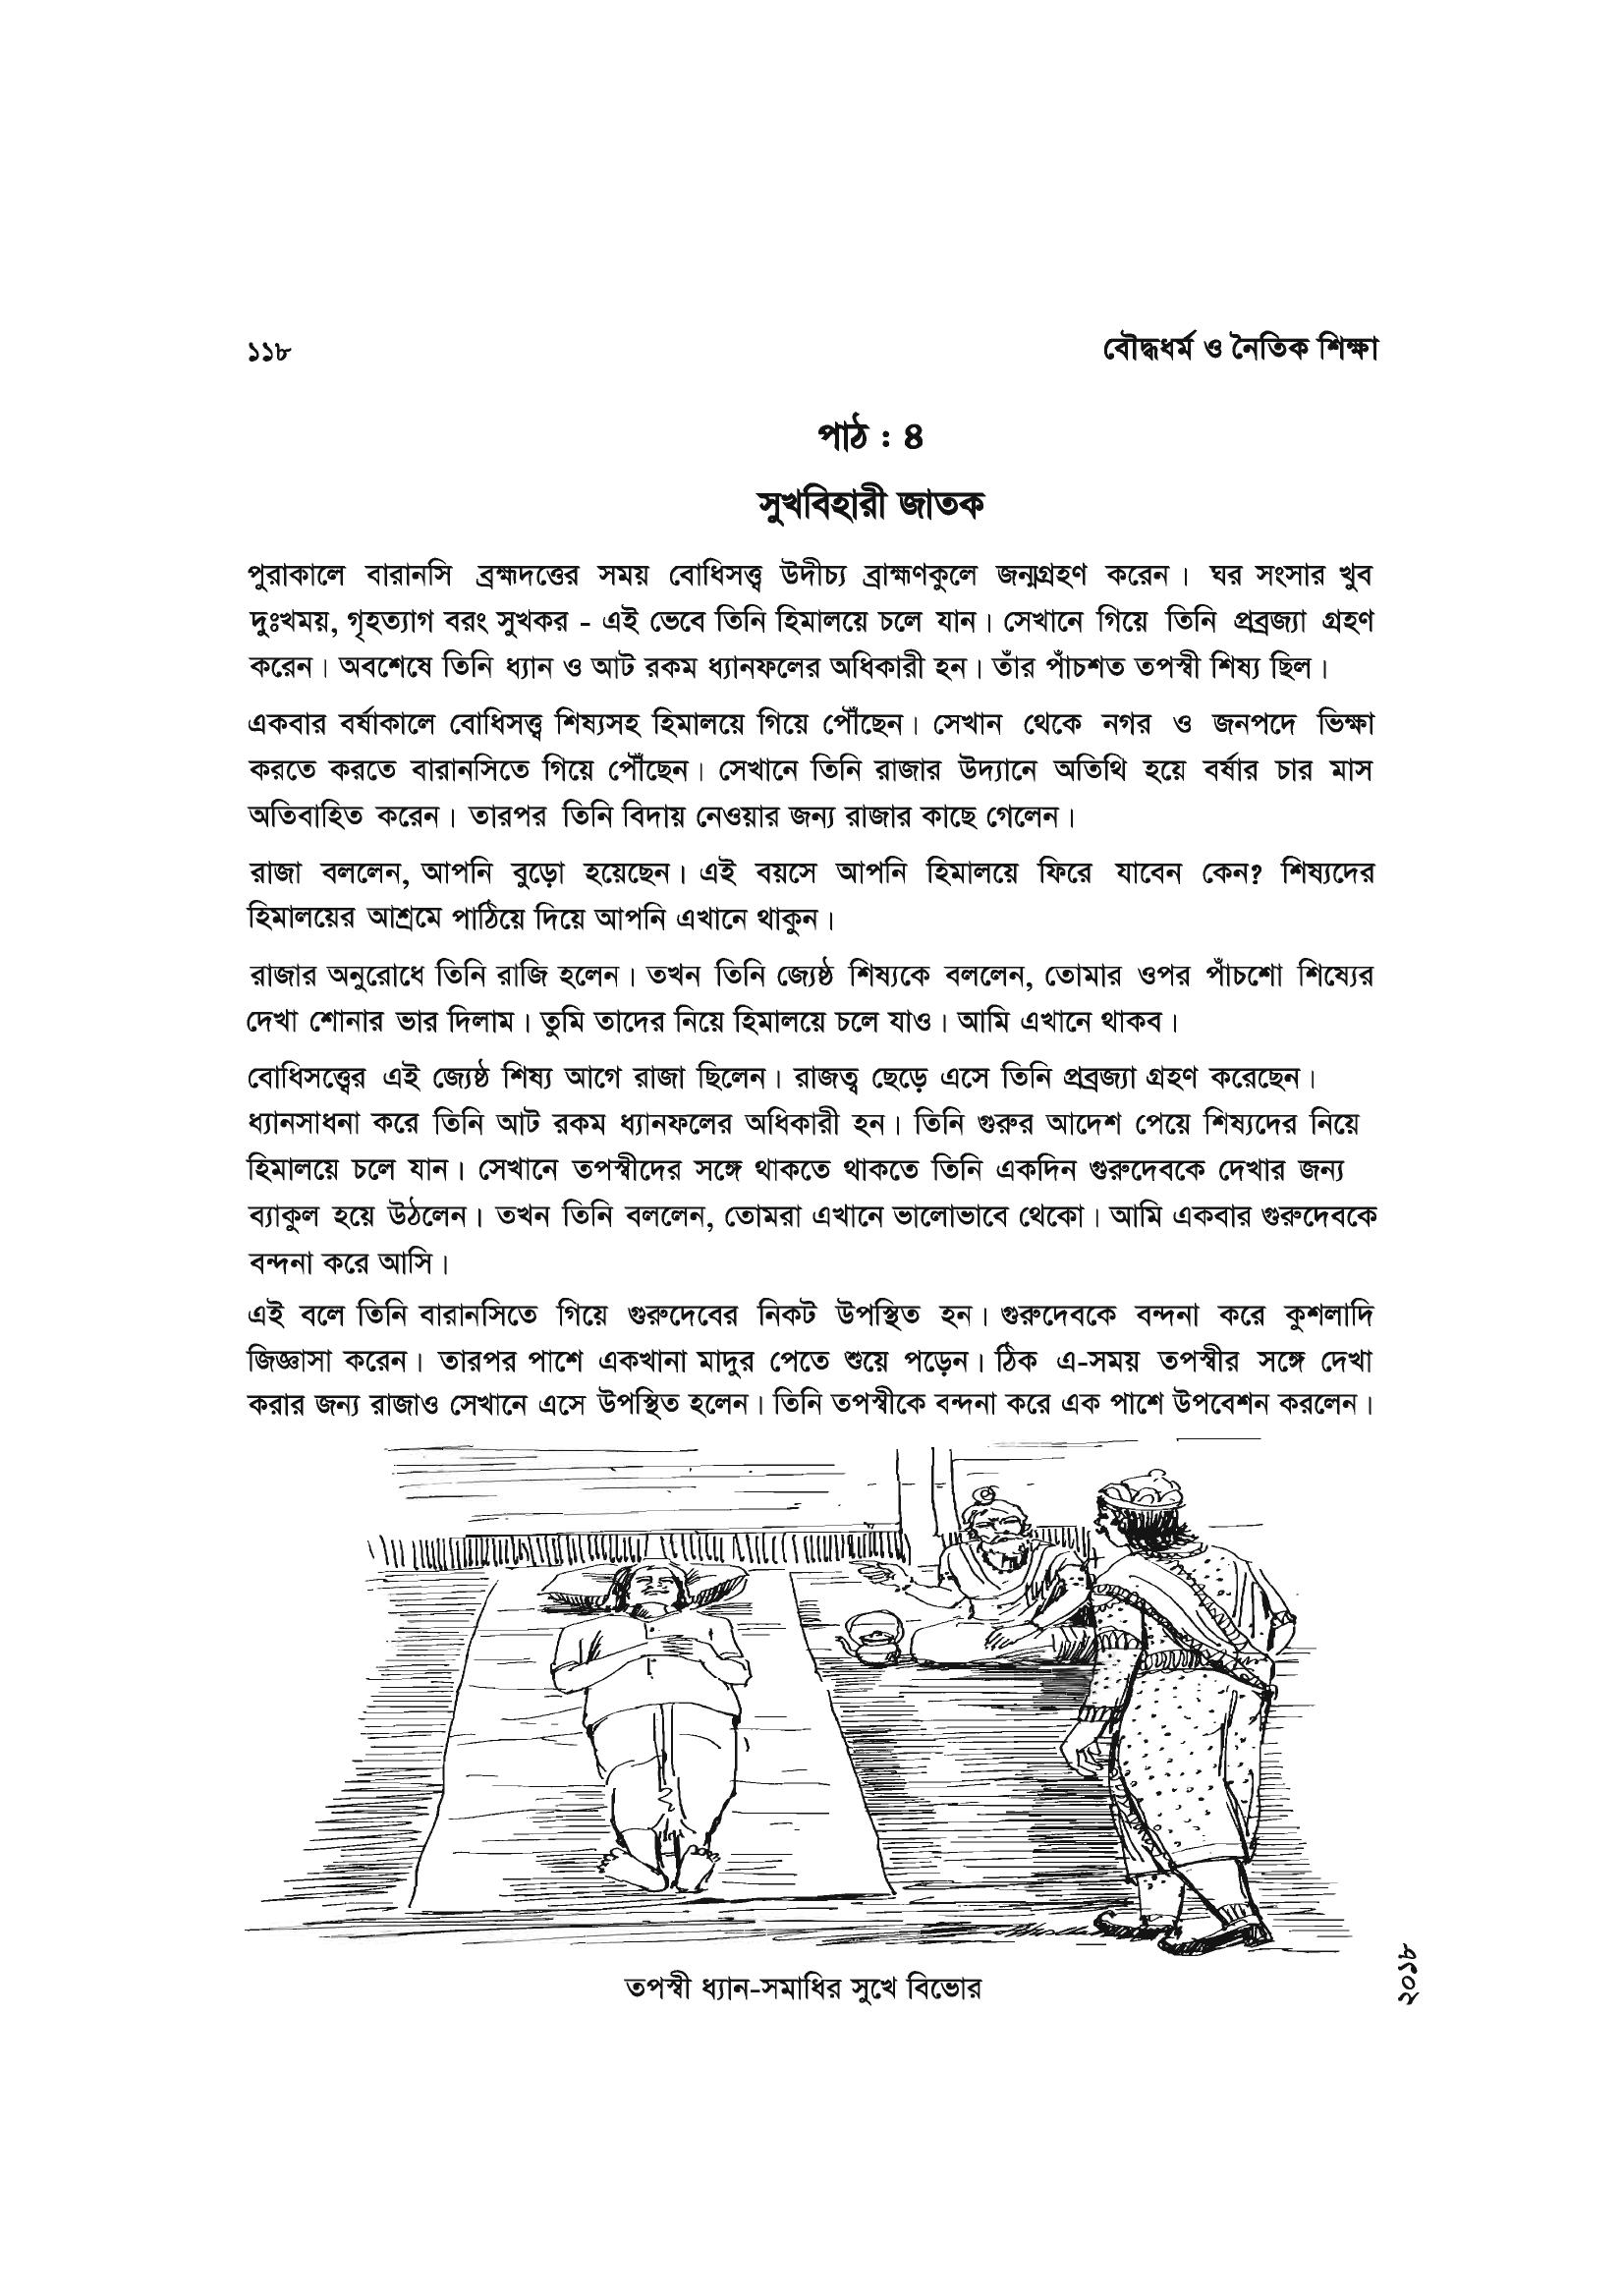 ১১৮ বৌদ্ধধর্ম ও নৈতিক শিক্ষা
পাঠ : ৪
সুখবিহারী জাতক
পুরাকালে বারানসি ব্রহ্মদত্তের সময় বোধিসত্ত্ব উদীচ্য ব্রাহ্মণকুলে জন্মগ্রহণ করেন। ঘর সংসার খুব
দুঃখময়, গৃহত্যাগ বরং সুখকর - এই ভেবে তিনি হিমালয়ে চলে যান। সেখানে গিয়ে তিনি প্রব্রজ্যা গ্রহণ
করেন। অবশেষে তিনি ধ্যান ও আট রকম ধ্যানফলের অধিকারী হন। তাঁর পাঁচশত তপস্বী শিষ্য ছিল।
একবার বর্ষাকালে বোধিসত্ত্ব শিষ্যসহ হিমালয়ে গিয়ে পৌঁছেন। সেখান থেকে নগর ও জনপদে ভিক্ষা
করতে করতে বারানসিতে গিয়ে পৌঁছেন। সেখানে তিনি রাজার উদ্যানে অতিথি হয়ে বর্ষার চার মাস
অতিবাহিত করেন। তারপর তিনি বিদায় নেওয়ার জন্য রাজার কাছে গেলেন।
রাজা বললেন, আপনি বুড়ো হয়েছেন। এই বয়সে আপনি হিমালয়ে ফিরে যাবেন কেন? শিষ্যদের
হিমালয়ের আশ্রমে পাঠিয়ে দিয়ে আপনি এখানে থাকুন।
রাজার অনুরোধে তিনি রাজি হলেন। তখন তিনি জ্যেষ্ঠ শিষ্যকে বললেন, তোমার ওপর পাঁচশো শিষ্যের
দেখা শোনার ভার দিলাম। তুমি তাদের নিয়ে হিমালয়ে চলে যাও। আমি এখানে থাকব।
বোধিসত্ত্বের এই জ্যেষ্ঠ শিষ্য আগে রাজা ছিলেন। রাজত্ব ছেড়ে এসে তিনি প্রব্রজ্যা গ্রহণ করেছেন।
ধ্যানসাধনা করে তিনি আট রকম ধ্যানফলের অধিকারী হন। তিনি গুরুর আদেশ পেয়ে শিষ্যদের নিয়ে
হিমালয়ে চলে যান। সেখানে তপস্বীদের সঙ্গে থাকতে থাকতে তিনি একদিন গুরুদেবকে দেখার জন্য
ব্যাকুল হয়ে উঠলেন। তখন তিনি বললেন, তোমরা এখানে ভালোভাবে থেকো। আমি একবার গুরুদেবকে
বন্দনা করে আসি।
এই বলে তিনি বারানসিতে গিয়ে গুরুদেবের নিকট উপস্থিত হন। গুরুদেবকে বন্দনা করে কুশলাদি
জিজ্ঞাসা করেন। তারপর পাশে একখানা মাদুর পেতে শুয়ে পড়েন। ঠিক এ-সময় তপস্বীর সঙ্গে দেখা
করার জন্য রাজাও সেখানে এসে উপস্থিত হলেন। তিনি তপস্বীকে বন্দনা করে এক পাশে উপবেশন করলেন।
তপস্বী ধ্যান-সমাধির সুখে বিভোর
২০১৮